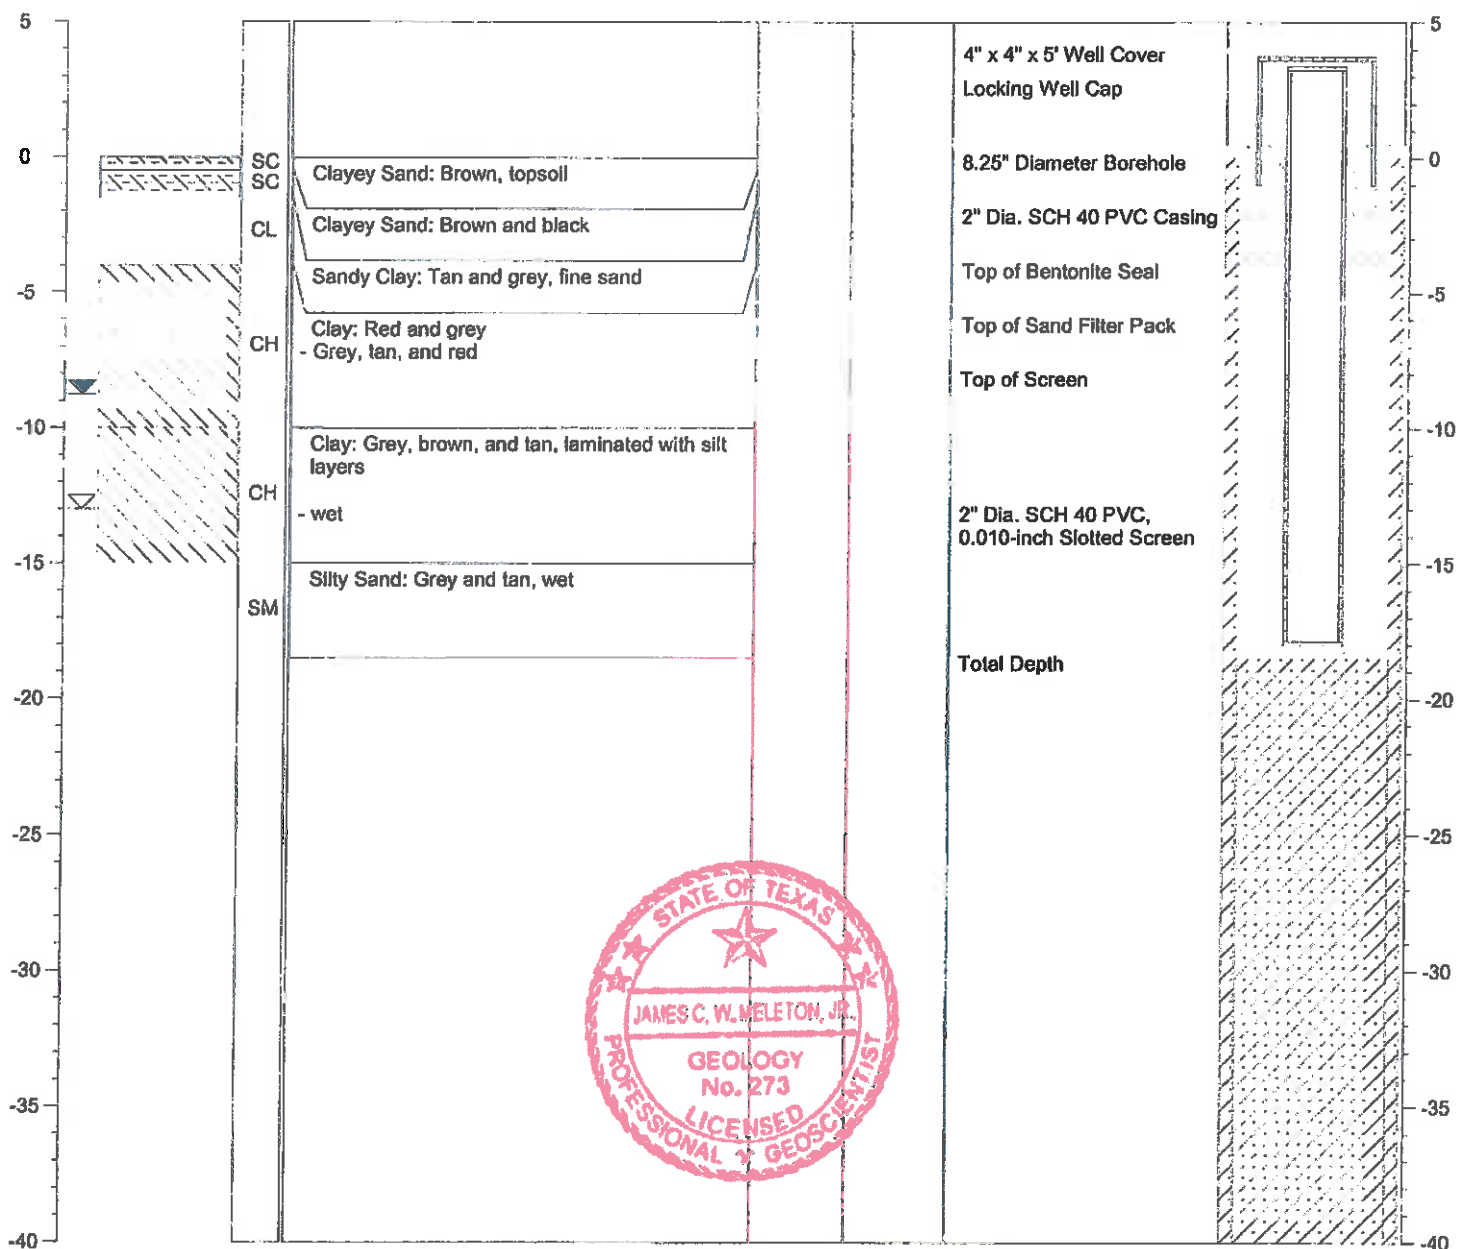 5
0
-5
-10
-15
-20
-25
-30
-35
-40
SC
SC
CL
CH
CH
SM
Clayey Sand: Brown, topsoil
Clayey Sand: Brown and black
Sandy Clay: Tan and grey, fine sand
Clay: Red and grey
- Grey, tan, and red
Clay: Grey, brown, and tan, laminated with silt
layers
- wet
Silty Sand: Grey and tan, wet
4" x 4" x 5' Well Cover
Locking Well Cap
8.25" Diameter Borehole
2" Dia. SCH 40 PVC Casing
Top of Bentonite Seal
Top of Sand Filter Pack
Top of Screen
2" Dia. SCH 40 PVC,
0.010-inch Slotted Screen
Total Depth
5
0
-5
-10
-15
-20
-25
-30
-35
-40
STATE OF TEXAS
JAMES C. W. MELETON, JR.
GEOLOGY
No. 273
LICENSED
PROFESSIONAL GEOSCIENTIST